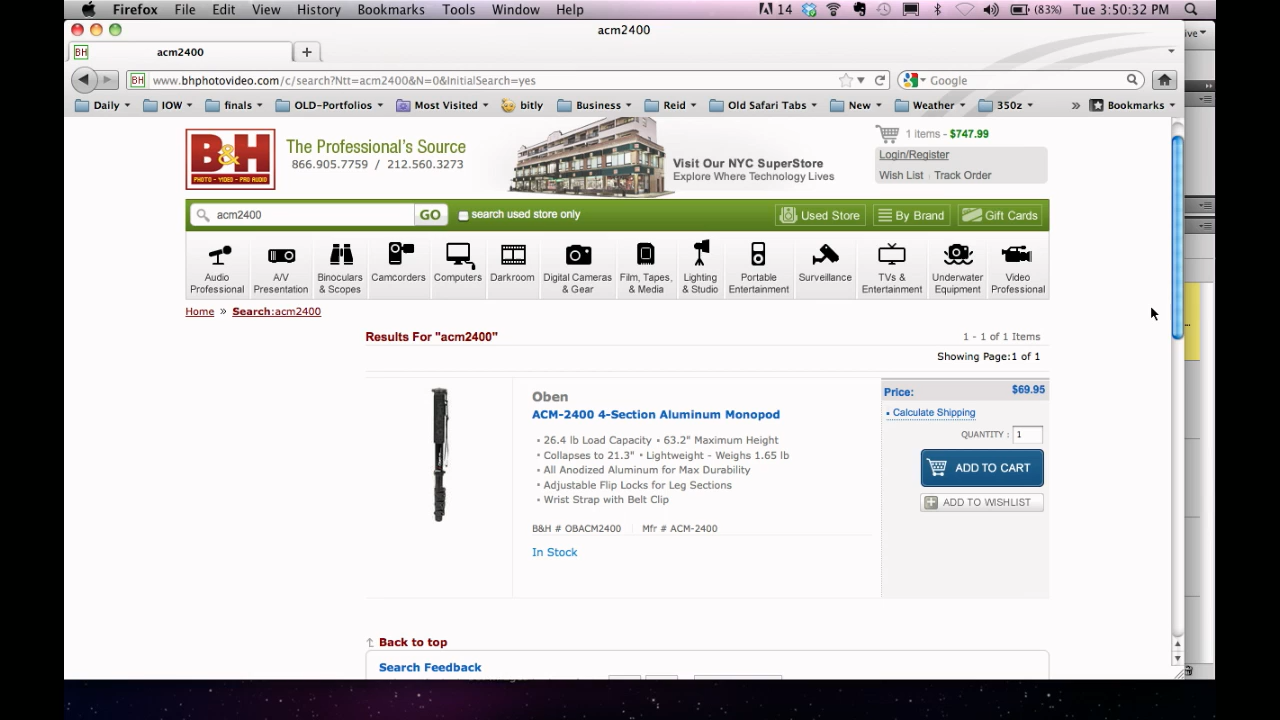 Firefox File Edit View History Bookmarks Tools Window Help 14 (83%) Tue 3:50:32 PM
acm2400
BH acm2400 +
BH www.bhphotovideo.com/c/search?Ntt=acm2400&N=0&InitialSearch=yes Google
Daily IOW finals OLD-Portfolios Most Visited bitly Business Reid Old Safari Tabs New Weather 350z » Bookmarks
B&H
PHOTO - VIDEO - PRO AUDIO
The Professional's Source
866.905.7759 / 212.560.3273
Visit Our NYC SuperStore
Explore Where Technology Lives
1 items - $747.99
Login/Register
Wish List Track Order
acm2400 GO search used store only Used Store By Brand Gift Cards
Audio Professional
A/V Presentation
Binoculars & Scopes
Camcorders
Computers
Darkroom
Digital Cameras & Gear
Film, Tapes, & Media
Lighting & Studio
Portable Entertainment
Surveillance
TVs & Entertainment
Underwater Equipment
Video Professional
Home » Search:acm2400
Results For "acm2400" 1 - 1 of 1 Items
Showing Page:1 of 1
Oben
ACM-2400 4-Section Aluminum Monopod
• 26.4 lb Load Capacity • 63.2" Maximum Height
• Collapses to 21.3" • Lightweight - Weighs 1.65 lb
• All Anodized Aluminum for Max Durability
• Adjustable Flip Locks for Leg Sections
• Wrist Strap with Belt Clip
B&H # OBACM2400 Mfr # ACM-2400
In Stock
Price: $69.95
Calculate Shipping
QUANTITY : 1
ADD TO CART
ADD TO WISHLIST
Back to top
Search Feedback